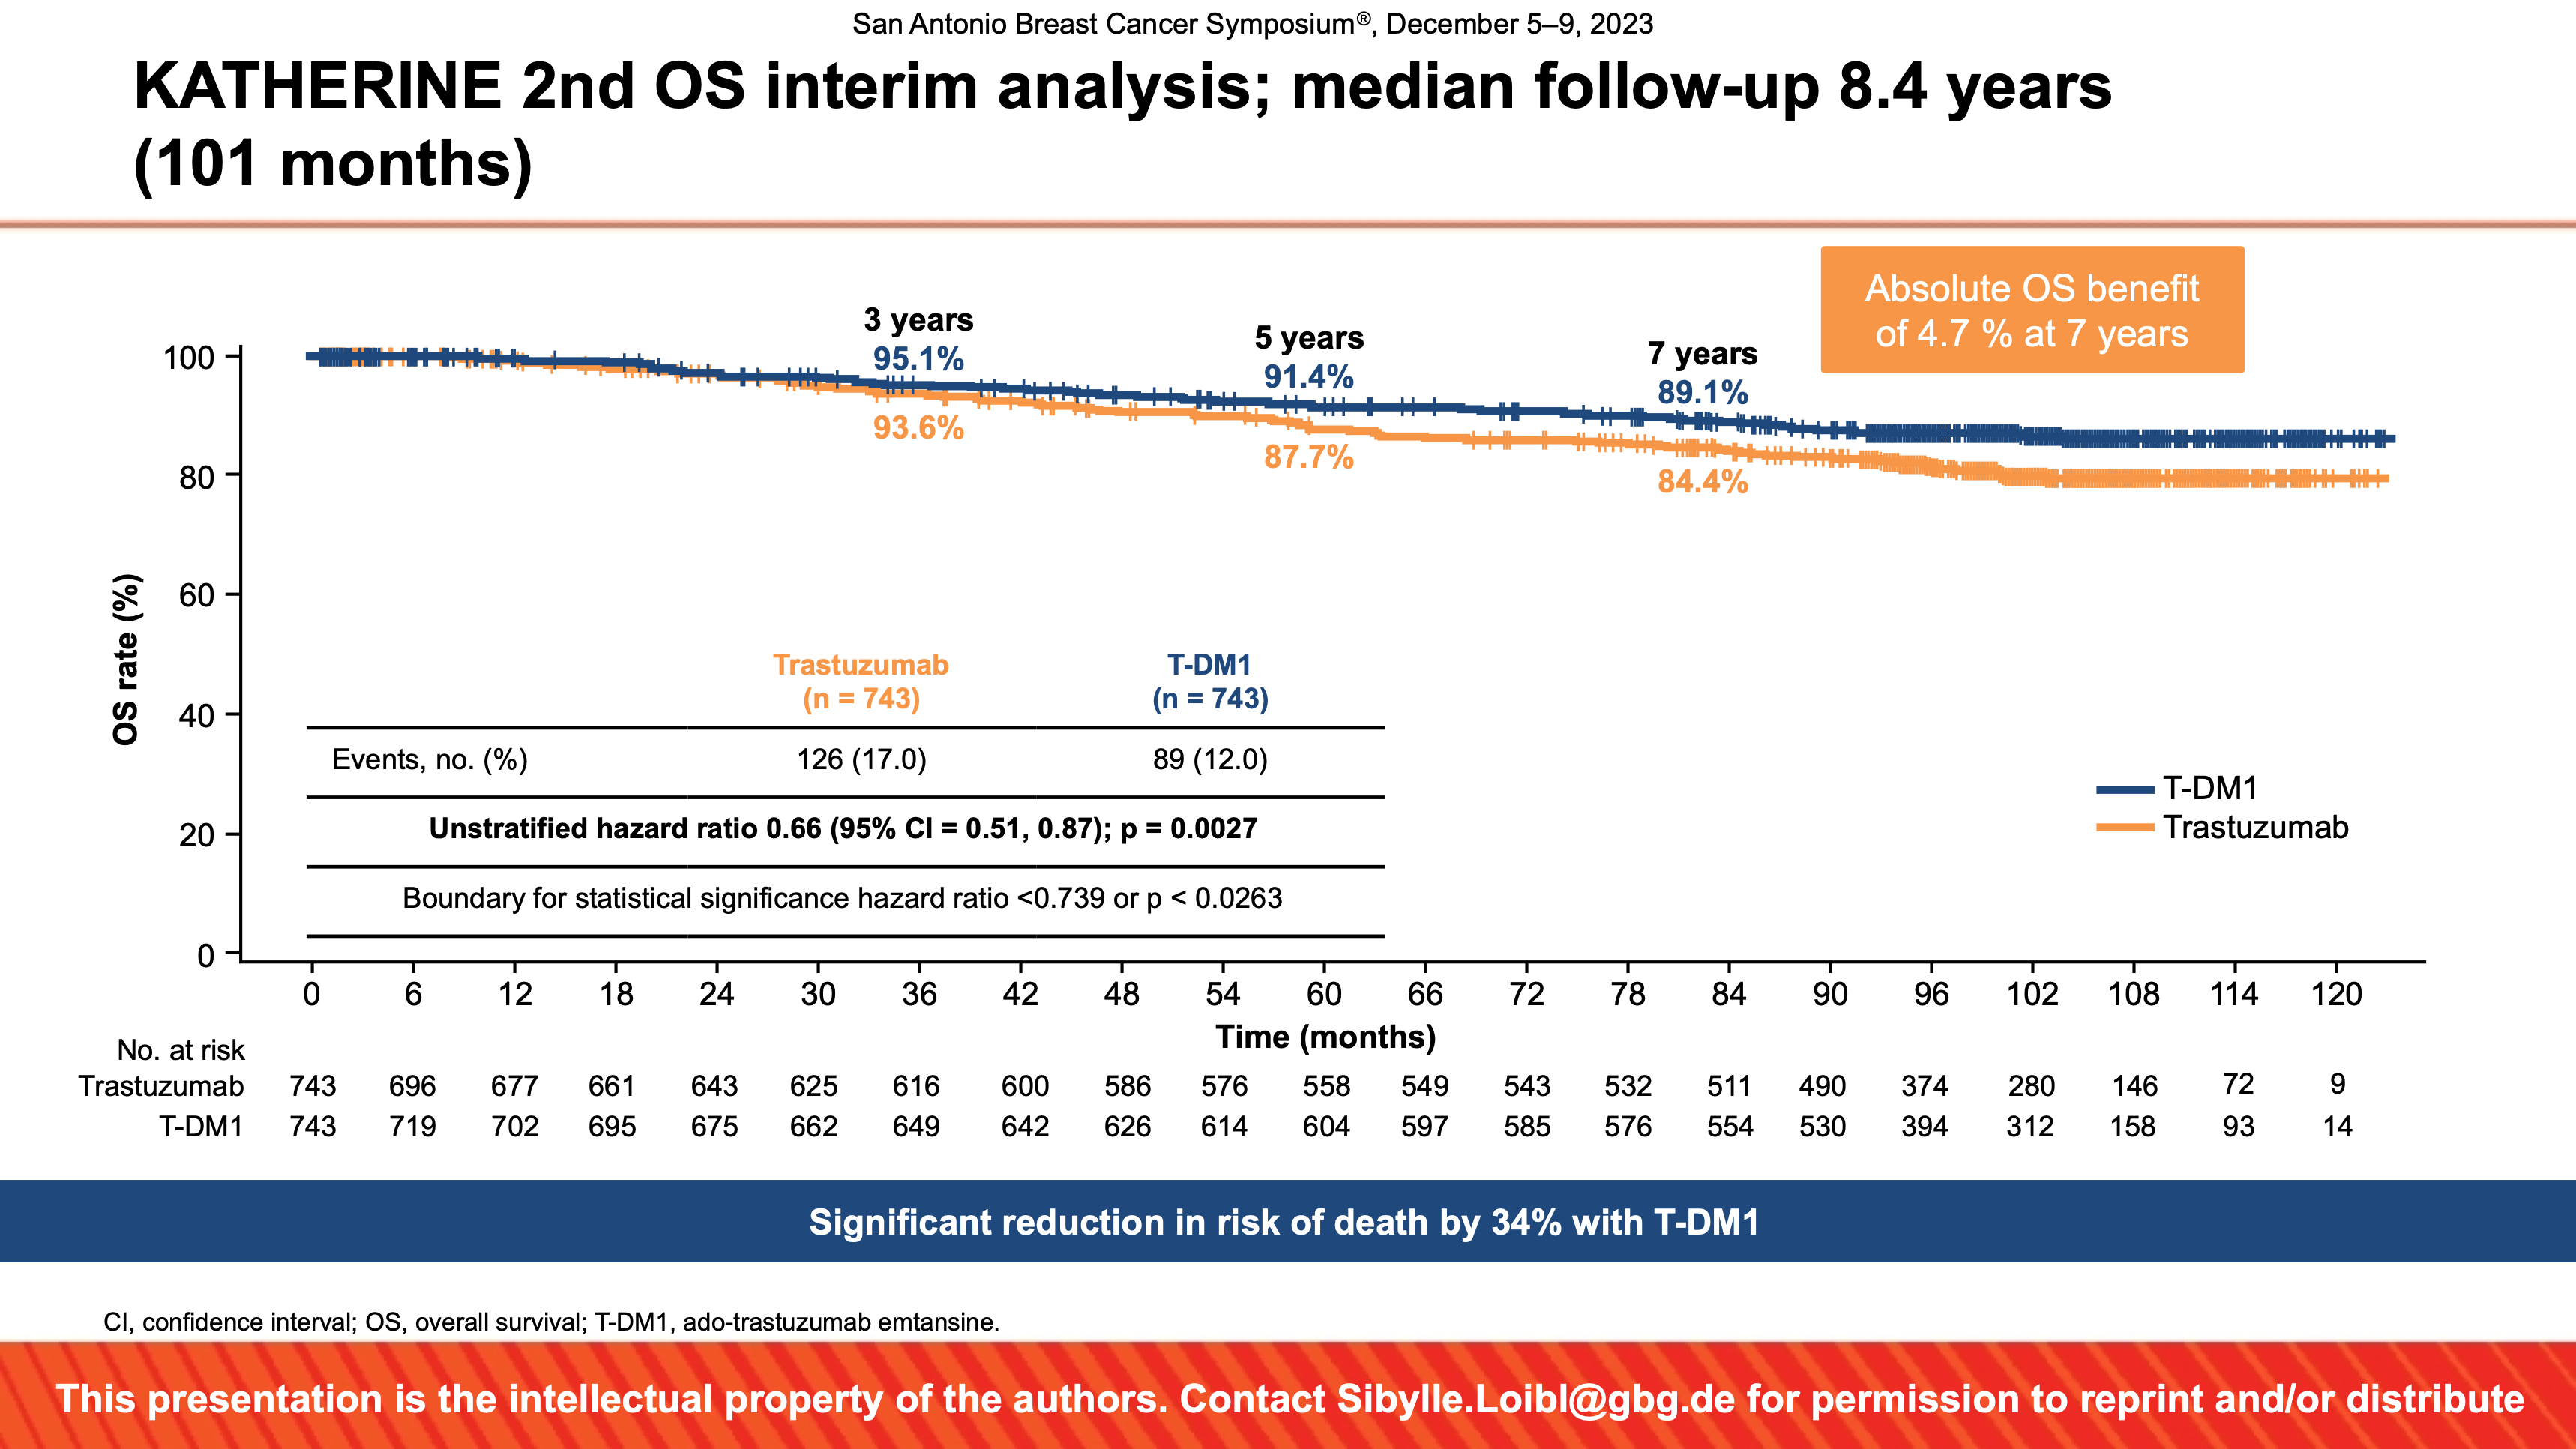 San Antonio Breast Cancer Symposium®, December 5–9, 2023
KATHERINE 2nd OS interim analysis; median follow-up 8.4 years
(101 months)
Absolute OS benefit
of 4.7 % at 7 years
3 years
95.1%
93.6%
5 years
91.4%
87.7%
7 years
89.1%
84.4%
OS rate (%)
100
80
60
40
20
0
Trastuzumab T-DM1
(n = 743) (n = 743)
Events, no. (%) 126 (17.0) 89 (12.0)
Unstratified hazard ratio 0.66 (95% CI = 0.51, 0.87); p = 0.0027
Boundary for statistical significance hazard ratio <0.739 or p < 0.0263
T-DM1
Trastuzumab
0 6 12 18 24 30 36 42 48 54 60 66 72 78 84 90 96 102 108 114 120
Time (months)
No. at risk
Trastuzumab 743 696 677 661 643 625 616 600 586 576 558 549 543 532 511 490 374 280 146 72 9
T-DM1 743 719 702 695 675 662 649 642 626 614 604 597 585 576 554 530 394 312 158 93 14
Significant reduction in risk of death by 34% with T-DM1
CI, confidence interval; OS, overall survival; T-DM1, ado-trastuzumab emtansine.
This presentation is the intellectual property of the authors. Contact Sibylle.Loibl@gbg.de for permission to reprint and/or distribute